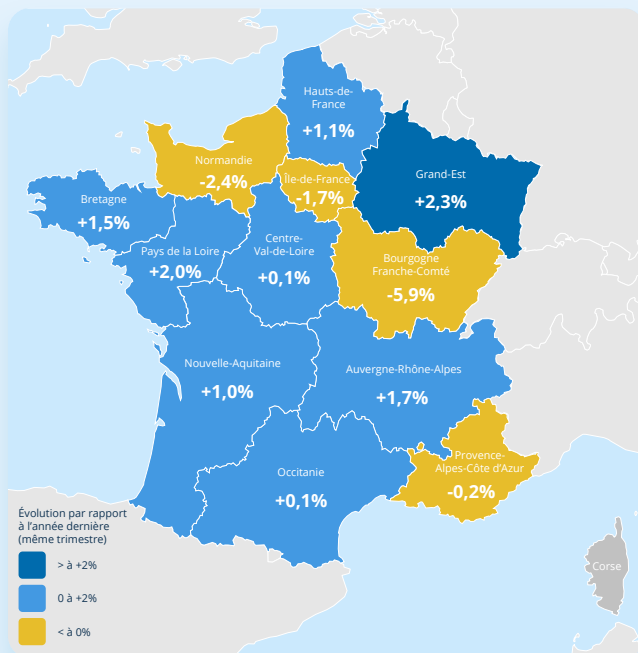 Hauts-de-
France
+1,1%
Normandie
-2,4%
Île-de-France
-1,7%
Grand-Est
+2,3%
Bretagne
+1,5%
Pays de la Loire
+2,0%
Centre-
Val-de-Loire
+0,1%
Bourgogne
Franche-Comté
-5,9%
Nouvelle-Aquitaine
+1,0%
Auvergne-Rhône-Alpes
+1,7%
Occitanie
+0,1%
Provence-
Alpes-Côte d'Azur
-0,2%
Corse
Évolution par rapport
à l'année dernière
(même trimestre)
> à +2%
0 à +2%
< à 0%